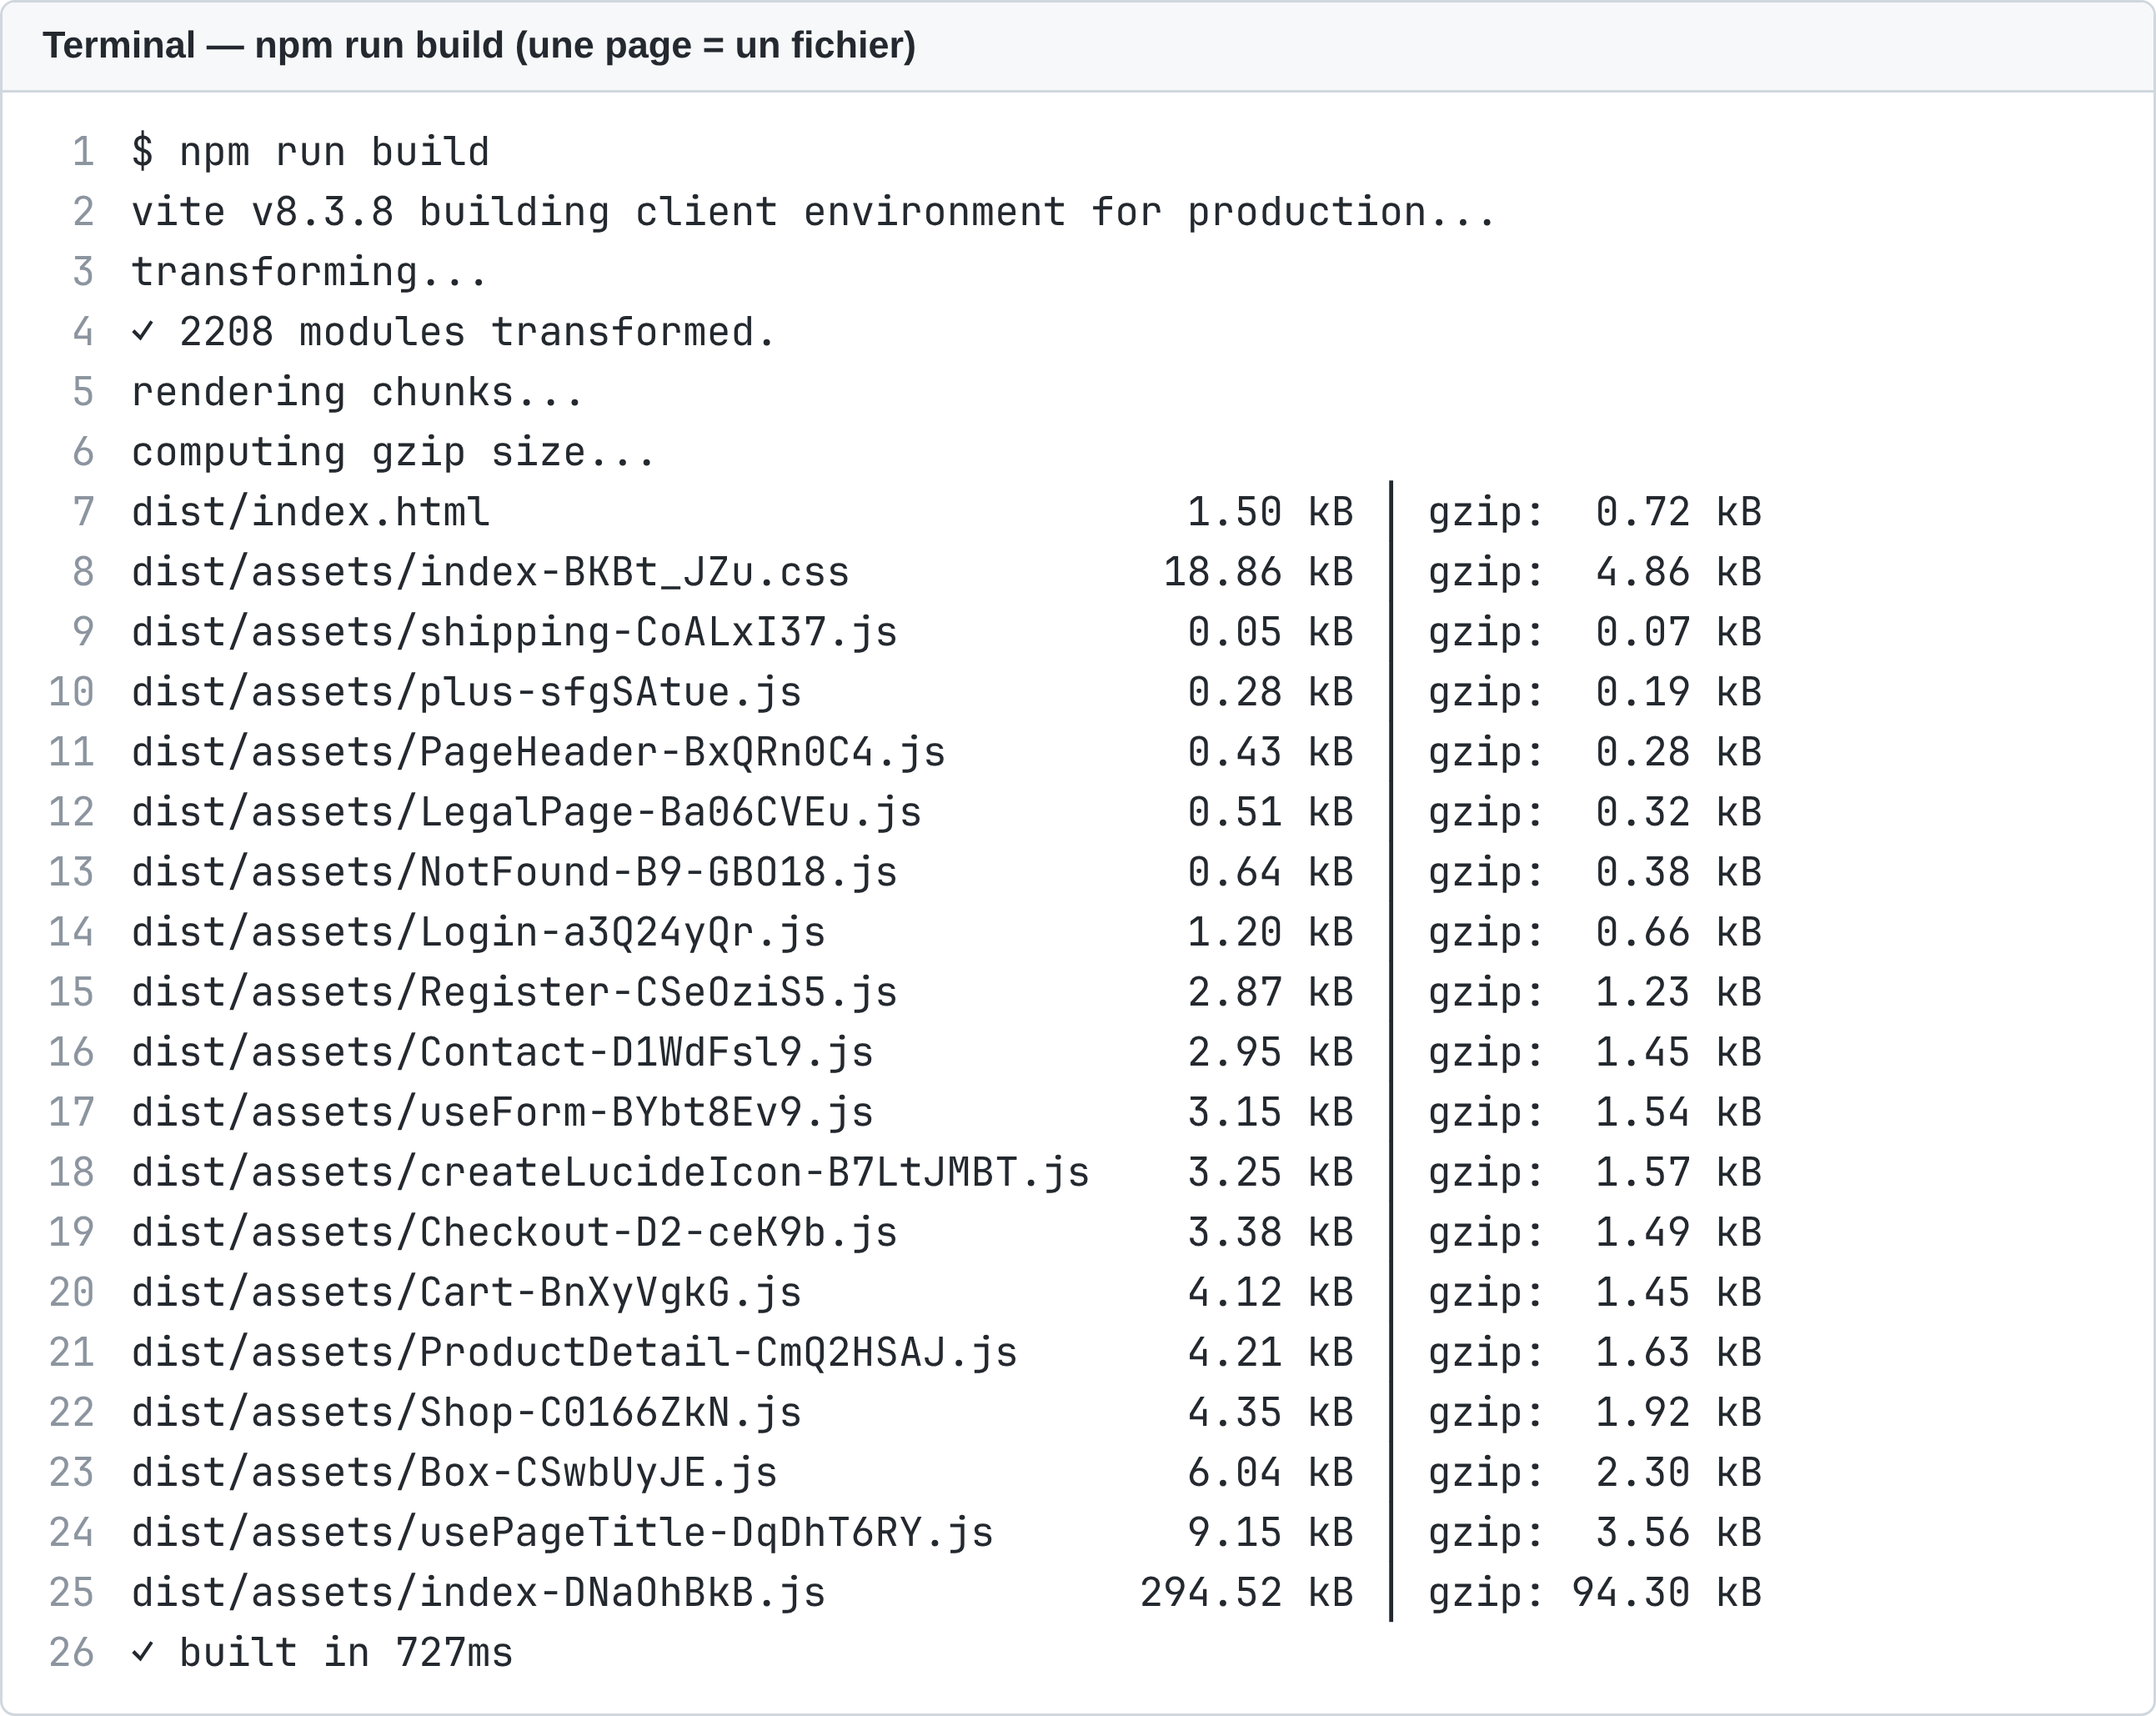 Terminal — npm run build (une page = un fichier)
1 $ npm run build
2 vite v8.3.8 building client environment for production...
3 transforming...
4 ✓ 2208 modules transformed.
5 rendering chunks...
6 computing gzip size...
7 dist/index.html 1.50 kB │ gzip: 0.72 kB
8 dist/assets/index-BKBt_JZu.css 18.86 kB │ gzip: 4.86 kB
9 dist/assets/shipping-CoALxI37.js 0.05 kB │ gzip: 0.07 kB
10 dist/assets/plus-sfgSAtue.js 0.28 kB │ gzip: 0.19 kB
11 dist/assets/PageHeader-BxQRn0C4.js 0.43 kB │ gzip: 0.28 kB
12 dist/assets/LegalPage-Ba06CVEu.js 0.51 kB │ gzip: 0.32 kB
13 dist/assets/NotFound-B9-GBO18.js 0.64 kB │ gzip: 0.38 kB
14 dist/assets/Login-a3Q24yQr.js 1.20 kB │ gzip: 0.66 kB
15 dist/assets/Register-CSeOziS5.js 2.87 kB │ gzip: 1.23 kB
16 dist/assets/Contact-D1WdFsl9.js 2.95 kB │ gzip: 1.45 kB
17 dist/assets/useForm-BYbt8Ev9.js 3.15 kB │ gzip: 1.54 kB
18 dist/assets/createLucideIcon-B7LtJMBT.js 3.25 kB │ gzip: 1.57 kB
19 dist/assets/Checkout-D2-ceK9b.js 3.38 kB │ gzip: 1.49 kB
20 dist/assets/Cart-BnXyVgkG.js 4.12 kB │ gzip: 1.45 kB
21 dist/assets/ProductDetail-CmQ2HSAJ.js 4.21 kB │ gzip: 1.63 kB
22 dist/assets/Shop-C0166ZkN.js 4.35 kB │ gzip: 1.92 kB
23 dist/assets/Box-CSwbUyJE.js 6.04 kB │ gzip: 2.30 kB
24 dist/assets/usePageTitle-DqDhT6RY.js 9.15 kB │ gzip: 3.56 kB
25 dist/assets/index-DNaOhBkB.js 294.52 kB │ gzip: 94.30 kB
26 ✓ built in 727ms